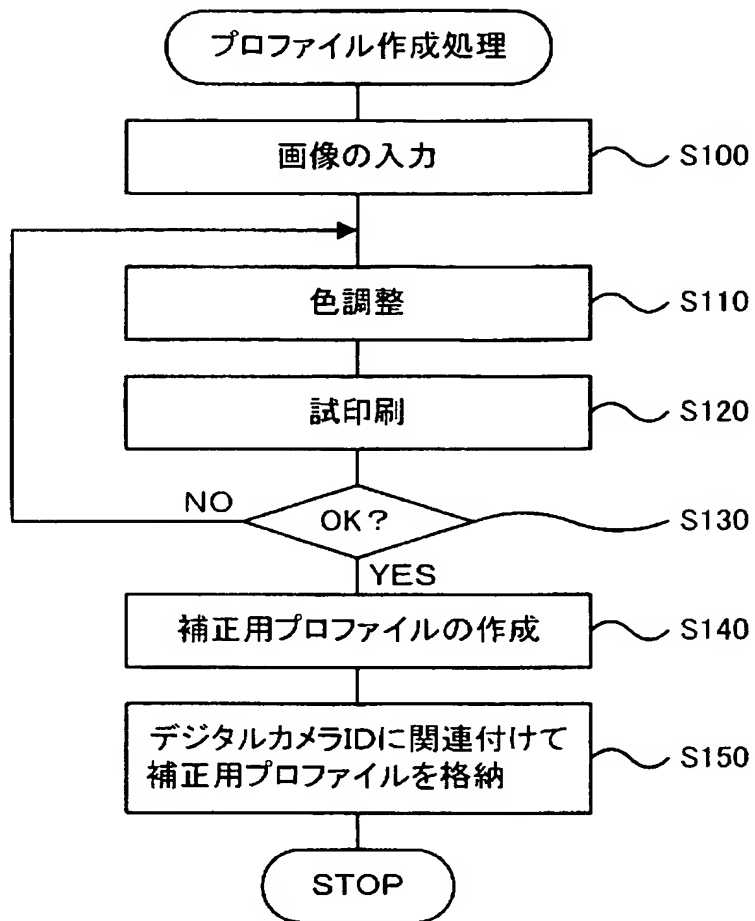 プロファイル作成処理
画像の入力
S100
色調整
S110
試印刷
S120
NO
OK?
S130
YES
補正用プロファイルの作成
S140
デジタルカメラIDに関連付けて
補正用プロファイルを格納
S150
STOP